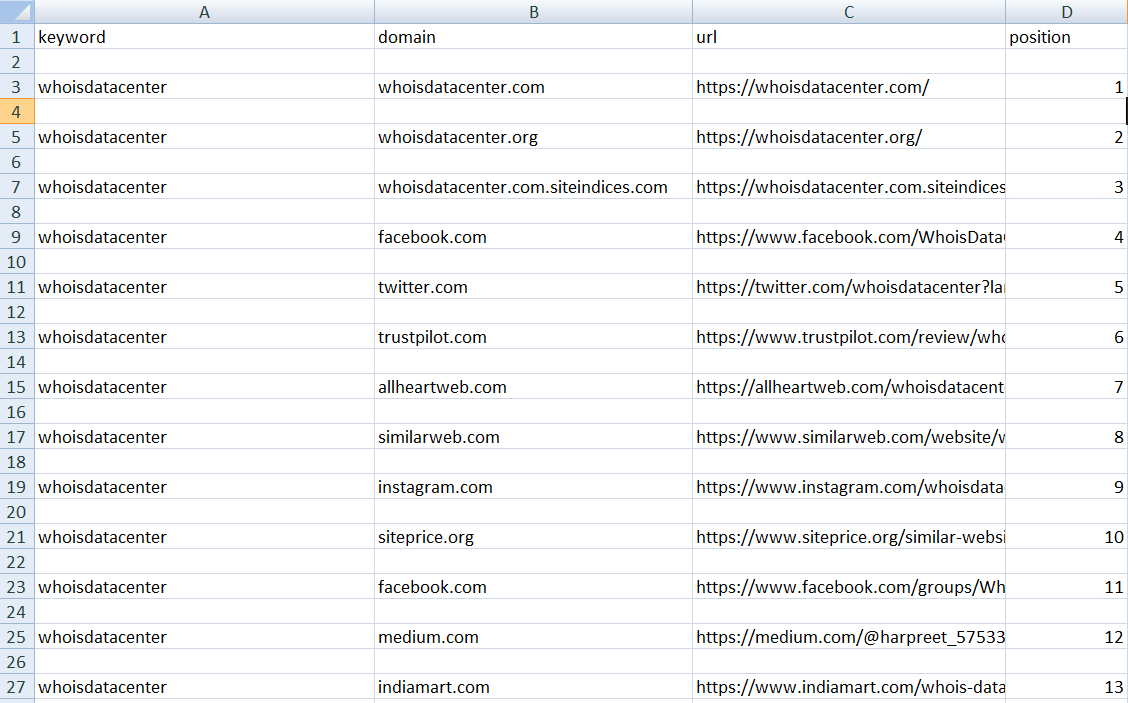 A B C D
1 keyword domain url position
2
3 whoisdatacenter whoisdatacenter.com https://whoisdatacenter.com/ 1
4
5 whoisdatacenter whoisdatacenter.org https://whoisdatacenter.org/ 2
6
7 whoisdatacenter whoisdatacenter.com.siteindices.com https://whoisdatacenter.com.siteindices 3
8
9 whoisdatacenter facebook.com https://www.facebook.com/WhoisData 4
10
11 whoisdatacenter twitter.com https://twitter.com/whoisdatacenter?la 5
12
13 whoisdatacenter trustpilot.com https://www.trustpilot.com/review/who 6
14
15 whoisdatacenter allheartweb.com https://allheartweb.com/whoisdatacent 7
16
17 whoisdatacenter similarweb.com https://www.similarweb.com/website/w 8
18
19 whoisdatacenter instagram.com https://www.instagram.com/whoisdata 9
20
21 whoisdatacenter siteprice.org https://www.siteprice.org/similar-websi 10
22
23 whoisdatacenter facebook.com https://www.facebook.com/groups/Wh 11
24
25 whoisdatacenter medium.com https://medium.com/@harpreet_57533 12
26
27 whoisdatacenter indiamart.com https://www.indiamart.com/whois-data 13